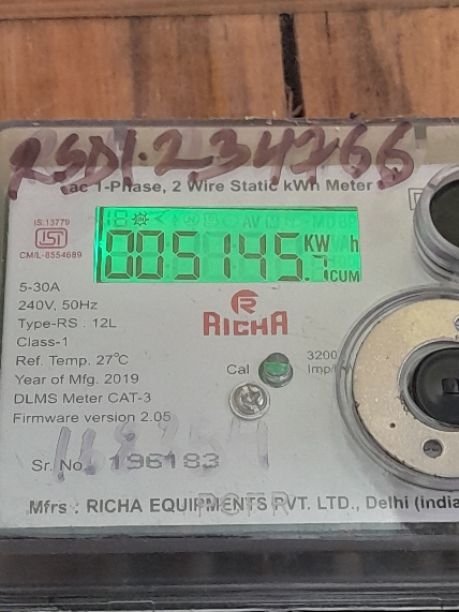 RSD1.234766
ac 1-Phase, 2 Wire Static kWh Meter
IS:13779
ISI
CM/L-8554689
KW h
005145.7
CUM
5-30A
240V, 50Hz
Type-RS : 12L
Class-1
Ref. Temp. 27°C
Year of Mfg. 2019
DLMS Meter CAT-3
Firmware version 2.05
R
RICHA
Cal
3200
Imp/
Sr. No. 196183
Mfrs : RICHA EQUIPMENTS PVT. LTD., Delhi (India